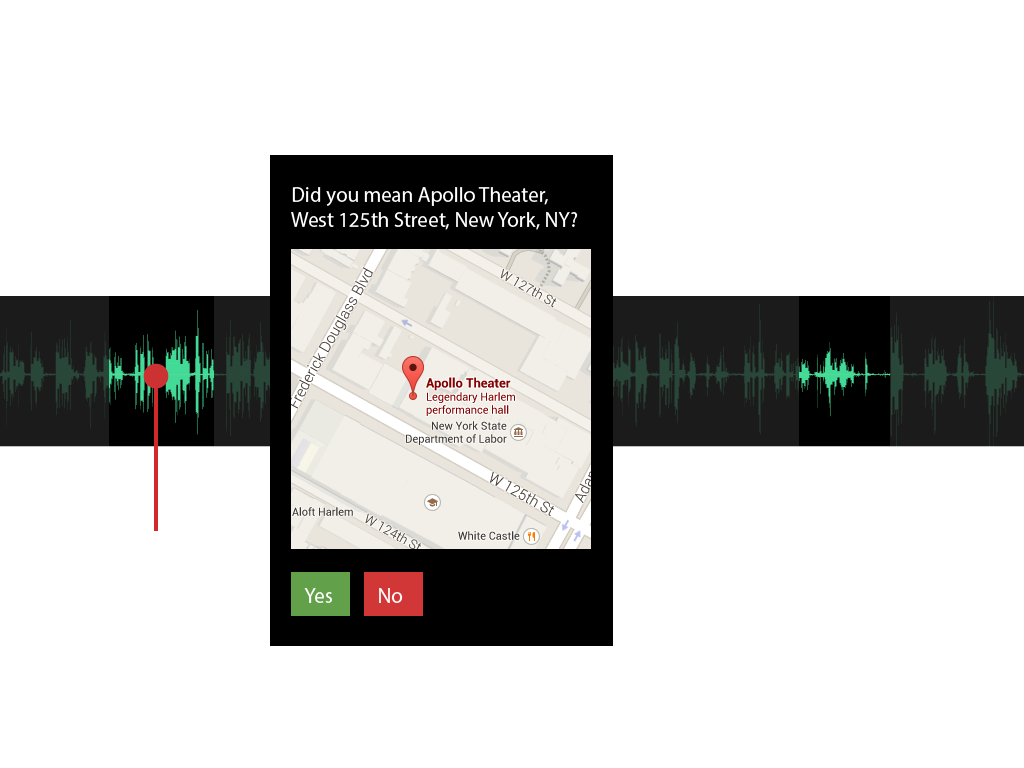 Did you mean Apollo Theater,
West 125th Street, New York, NY?
W 127th St
Frederick Douglass Blvd
Apollo Theater
Legendary Harlem
performance hall
New York State
Department of Labor
W 125th St
Adar
Aloft Harlem
W 124th St
White Castle
Yes
No